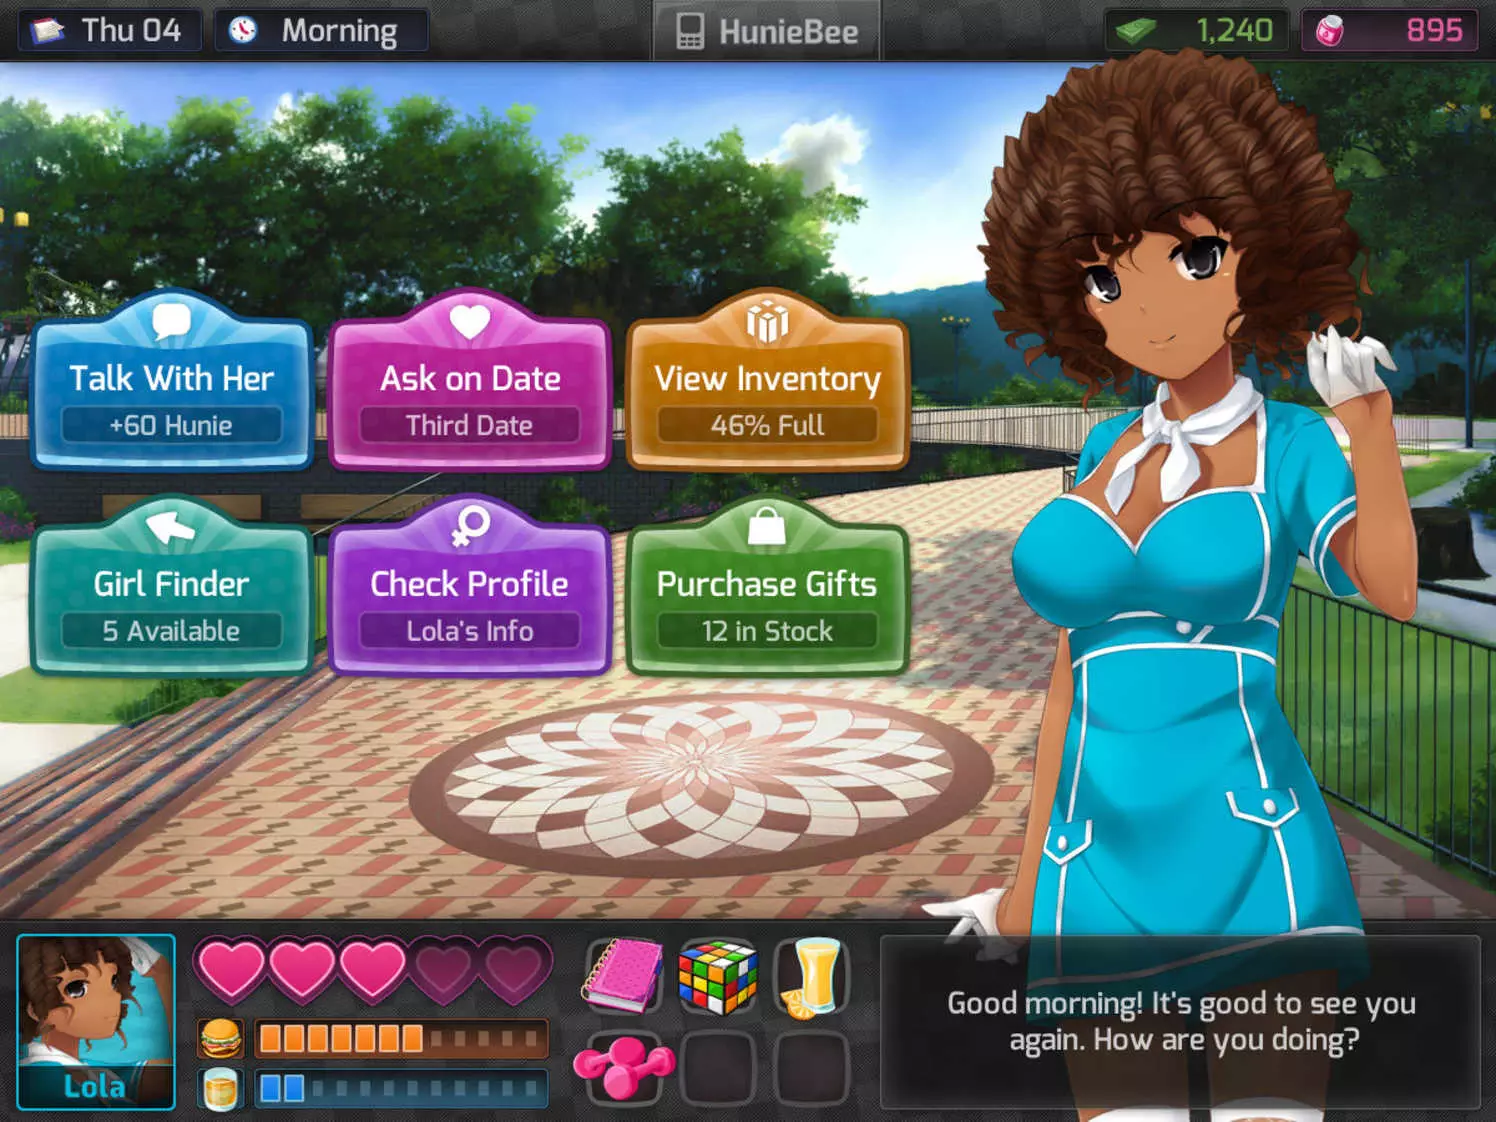 Thu 04
Morning
HunieBee
1,240
895
Talk With Her
+60 Hunie
Ask on Date
Third Date
View Inventory
46% Full
Girl Finder
5 Available
Check Profile
Lola's Info
Purchase Gifts
12 in Stock
Lola
Good morning! It's good to see you
again. How are you doing?